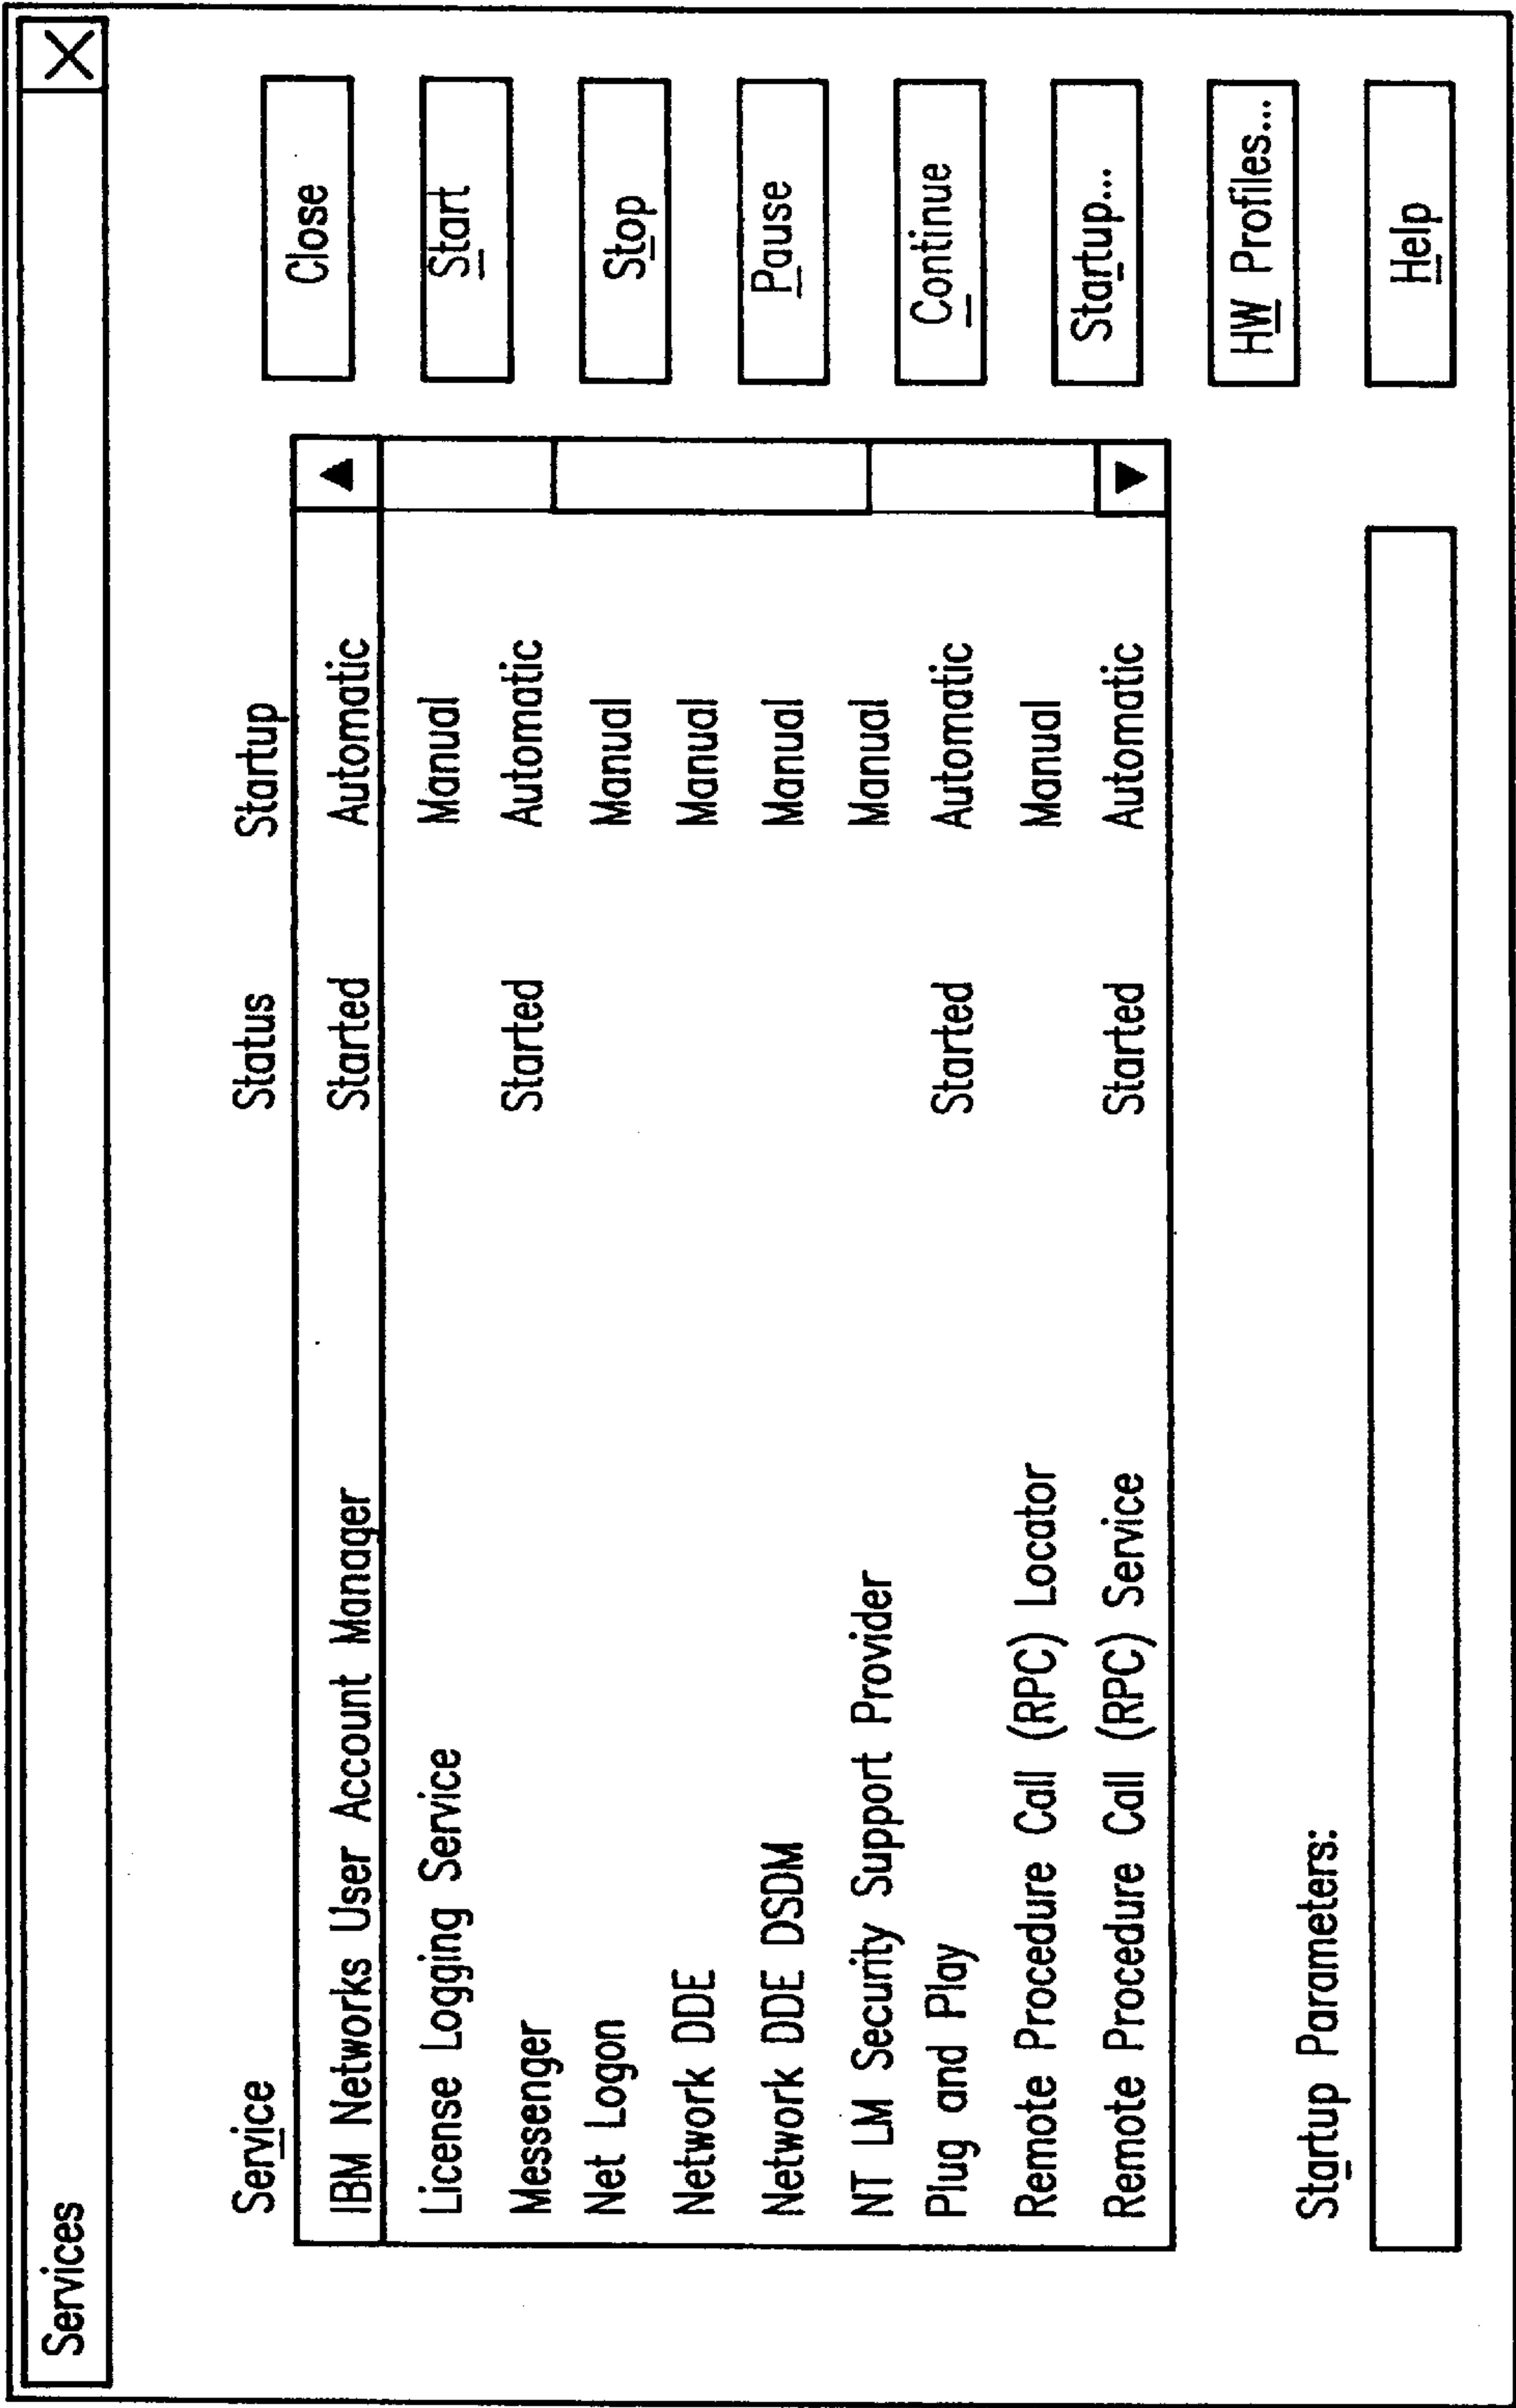 Services
X
Service Status Startup
IBM Networks User Account Manager Started Automatic
License Logging Service Manual
Messenger Started Automatic
Net Logon Manual
Network DDE Manual
Network DDE DSDM Manual
NT LM Security Support Provider Manual
Plug and Play Started Automatic
Remote Procedure Call (RPC) Locator Manual
Remote Procedure Call (RPC) Service Started Automatic
Close
Start
Stop
Pause
Continue
Startup...
HW Profiles...
Help
Startup Parameters: